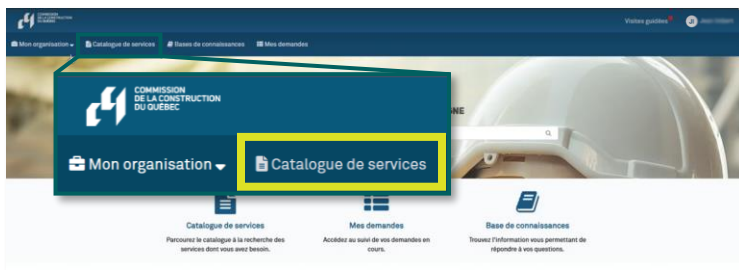 COMMISSION
DE LA CONSTRUCTION
DU QUÉBEC
Visites guidées
JI
Mon organisation
Catalogue de services
Bases de connaissances
Mes demandes
GNE
COMMISSION
DE LA CONSTRUCTION
DU QUÉBEC
Mon organisation
Catalogue de services
Catalogue de services
Parcourez le catalogue à la recherche des
services dont vous avez besoin.
Mes demandes
Accédez au suivi de vos demandes en
cours.
Base de connaissances
Trouvez l'information vous permettant de
répondre à vos questions.